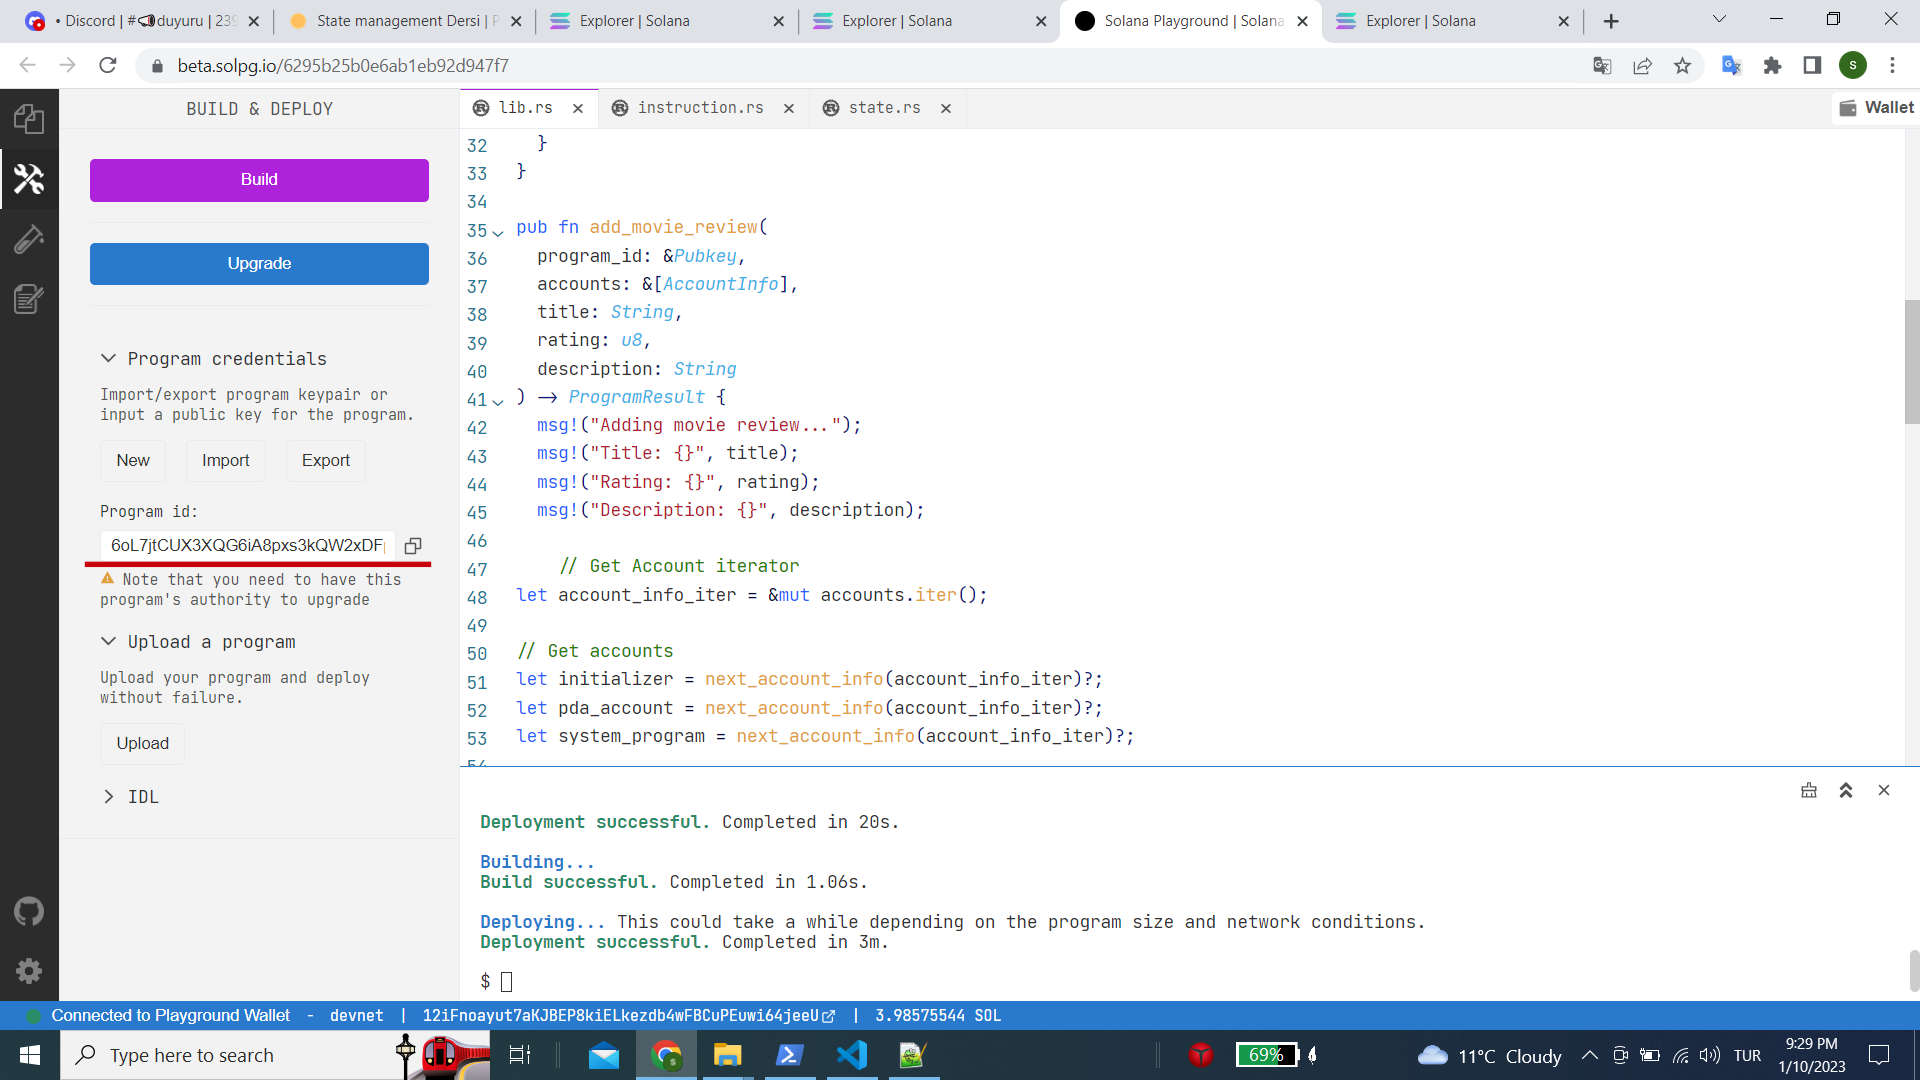 • Discord | # duyuru | 239
State management Dersi | P
Explorer | Solana
Explorer | Solana
Solana Playground | Solana
Explorer | Solana
beta.solpg.io/6295b25b0e6ab1eb92d947f7
S
BUILD & DEPLOY
lib.rs
instruction.rs
state.rs
Wallet
Build
Upgrade
Program credentials
Import/export program keypair or
input a public key for the program.
New
Import
Export
Program id:
6oL7jtCUX3XQG6iA8pxs3kQW2xDF
Note that you need to have this
program's authority to upgrade
Upload a program
Upload your program and deploy
without failure.
Upload
IDL
32 }
33 }
34
35 pub fn add_movie_review(
36 program_id: &Pubkey,
37 accounts: &[AccountInfo],
38 title: String,
39 rating: u8,
40 description: String
41 ) -> ProgramResult {
42 msg!("Adding movie review...");
43 msg!("Title: {}", title);
44 msg!("Rating: {}", rating);
45 msg!("Description: {}", description);
46
47 // Get Account iterator
48 let account_info_iter = &mut accounts.iter();
49
50 // Get accounts
51 let initializer = next_account_info(account_info_iter)?;
52 let pda_account = next_account_info(account_info_iter)?;
53 let system_program = next_account_info(account_info_iter)?;
54
Deployment successful. Completed in 20s.
Building...
Build successful. Completed in 1.06s.
Deploying... This could take a while depending on the program size and network conditions.
Deployment successful. Completed in 3m.
$
Connected to Playground Wallet - devnet | 12iFnoayut7aKJBEP8kiELkezdb4wFBCuPEuwi64jeeU | 3.98575544 SOL
Type here to search
69%
11°C Cloudy
TUR
9:29 PM
1/10/2023